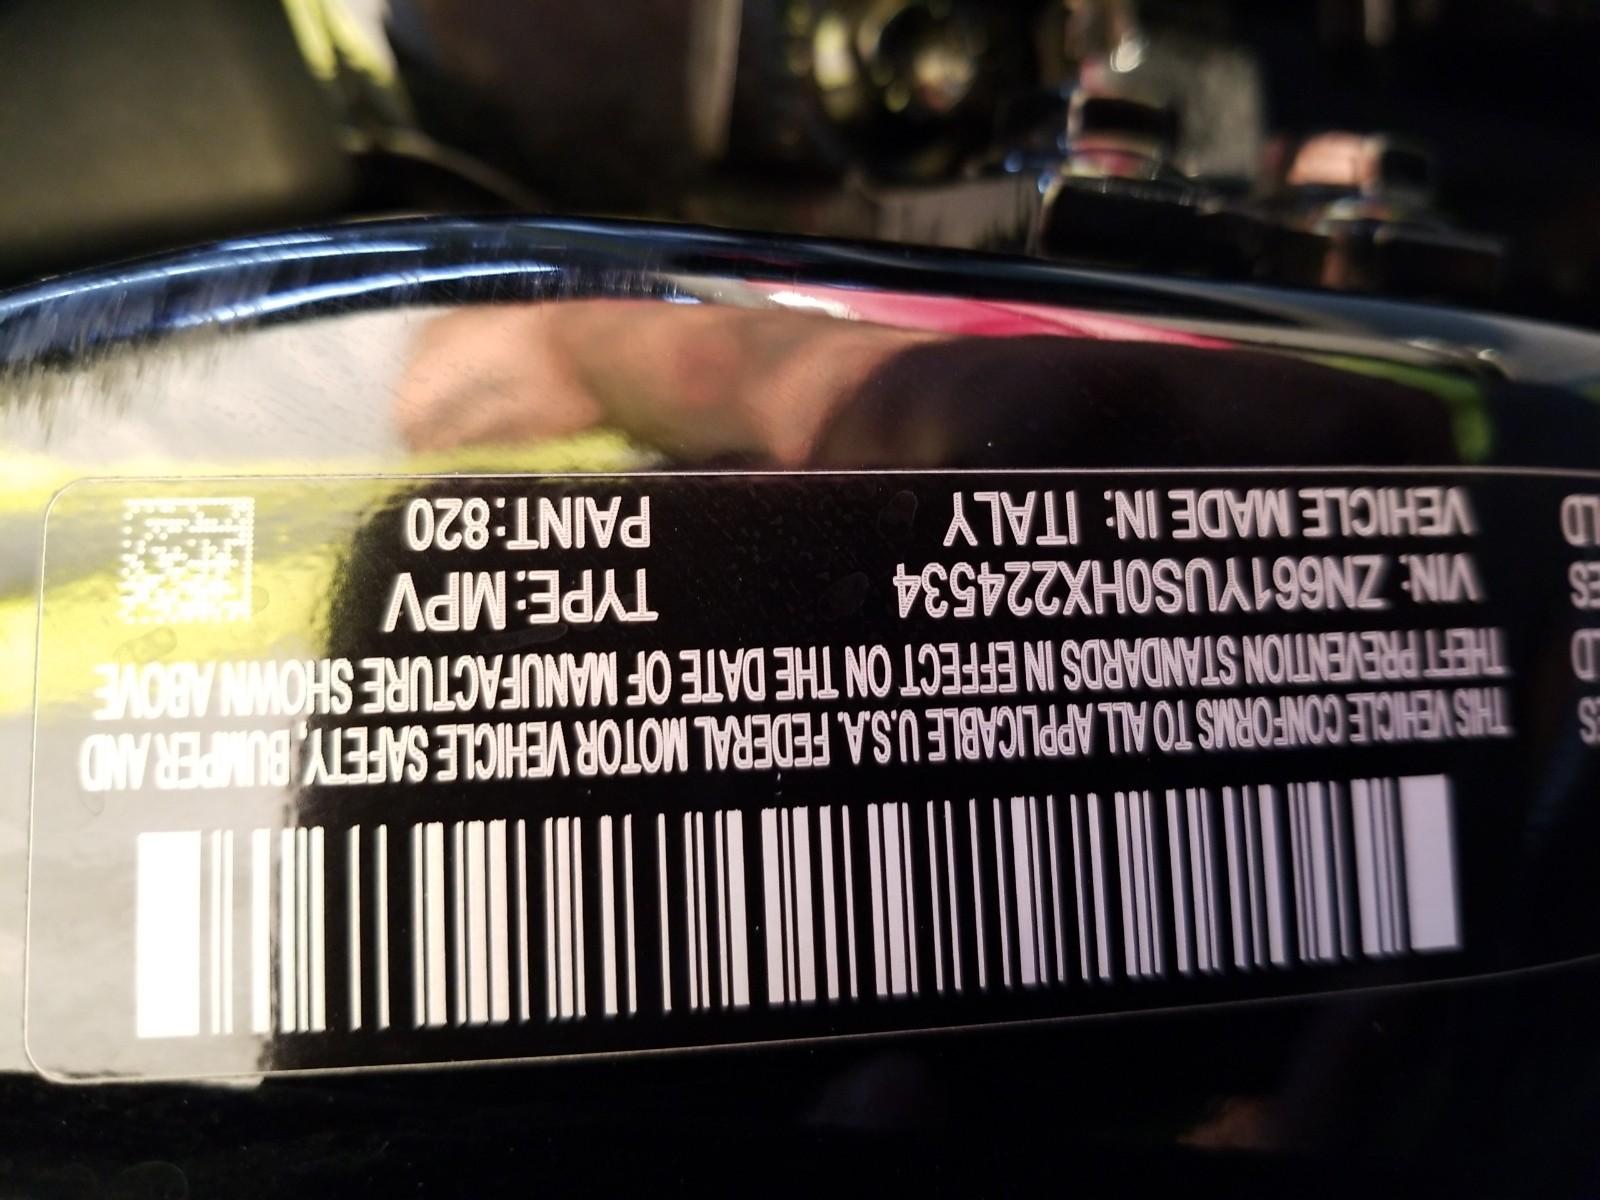 THIS VEHICLE CONFORMS TO ALL APPLICABLE U.S.A. FEDERAL MOTOR VEHICLE SAFETY, BUMPER AND
THEFT PREVENTION STANDARDS IN EFFECT ON THE DATE OF MANUFACTURE SHOWN ABOVE
VIN: ZN661YUS0HX224534 TYPE: MPV
VEHICLE MADE IN: ITALY PAINT:820